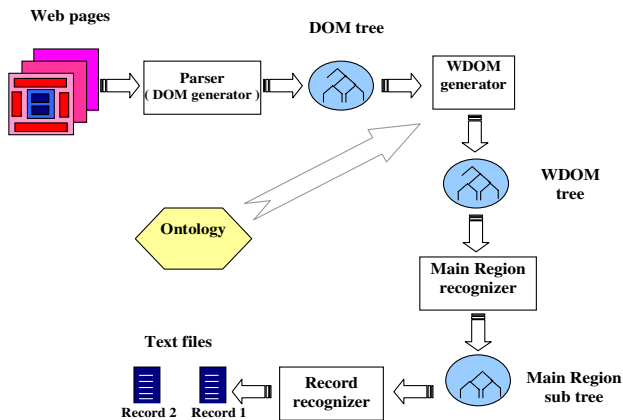 Web pages
DOM tree
Parser
( DOM generator )
WDOM
generator
WDOM
tree
Ontology
Main Region
recognizer
Text files
Record 2
Record 1
Record
recognizer
Main Region
sub tree